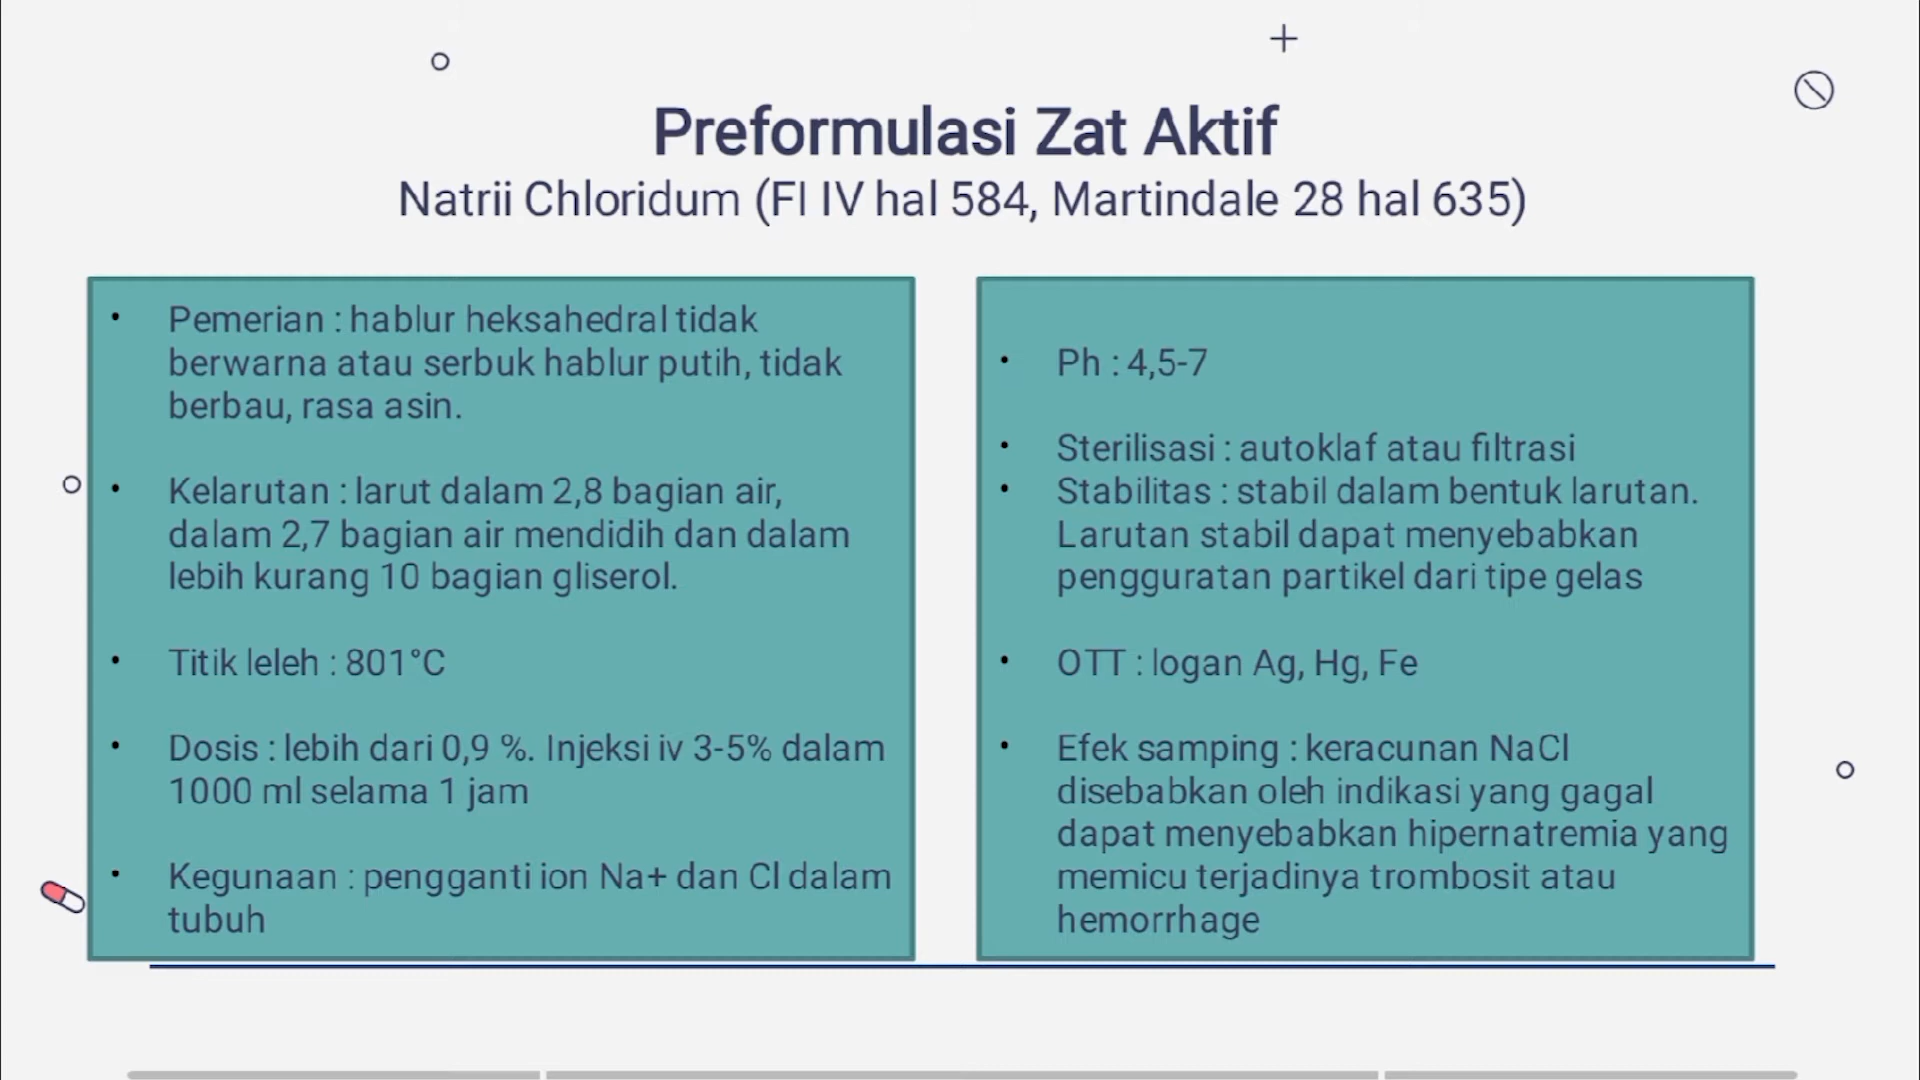 Preformulasi Zat Aktif
Natrii Chloridum (FI IV hal 584, Martindale 28 hal 635)
• Pemerian : hablur heksahedral tidak
berwarna atau serbuk hablur putih, tidak
berbau, rasa asin.
• Kelarutan : larut dalam 2,8 bagian air,
dalam 2,7 bagian air mendidih dan dalam
lebih kurang 10 bagian gliserol.
• Titik leleh : 801°C
• Dosis : lebih dari 0,9 %. Injeksi iv 3-5% dalam
1000 ml selama 1 jam
• Kegunaan : pengganti ion Na+ dan Cl dalam
tubuh
• Ph : 4,5-7
• Sterilisasi : autoklaf atau filtrasi
• Stabilitas : stabil dalam bentuk larutan.
Larutan stabil dapat menyebabkan
pengguratan partikel dari tipe gelas
• OTT : logan Ag, Hg, Fe
• Efek samping : keracunan NaCl
disebabkan oleh indikasi yang gagal
dapat menyebabkan hipernatremia yang
memicu terjadinya trombosit atau
hemorrhage